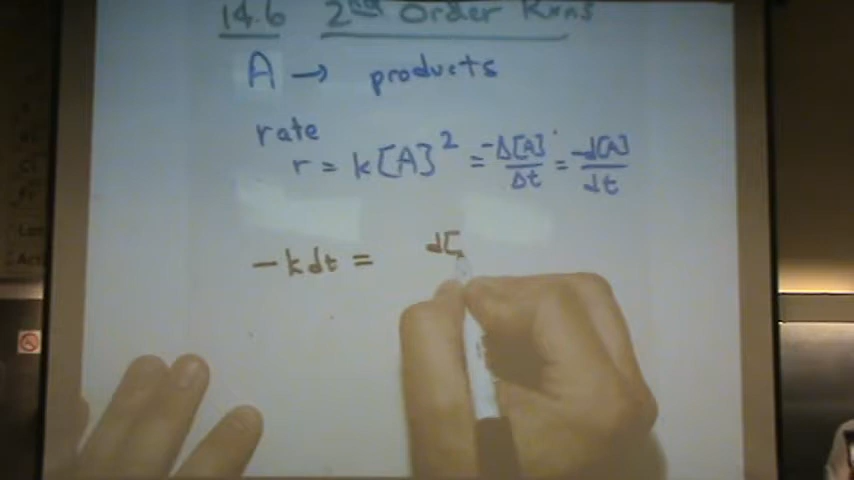 14.6 2nd Order Rxns
A → products
rate
r = k[A]² = -Δ[A]/Δt = -d[A]/dt
-kdt = d[